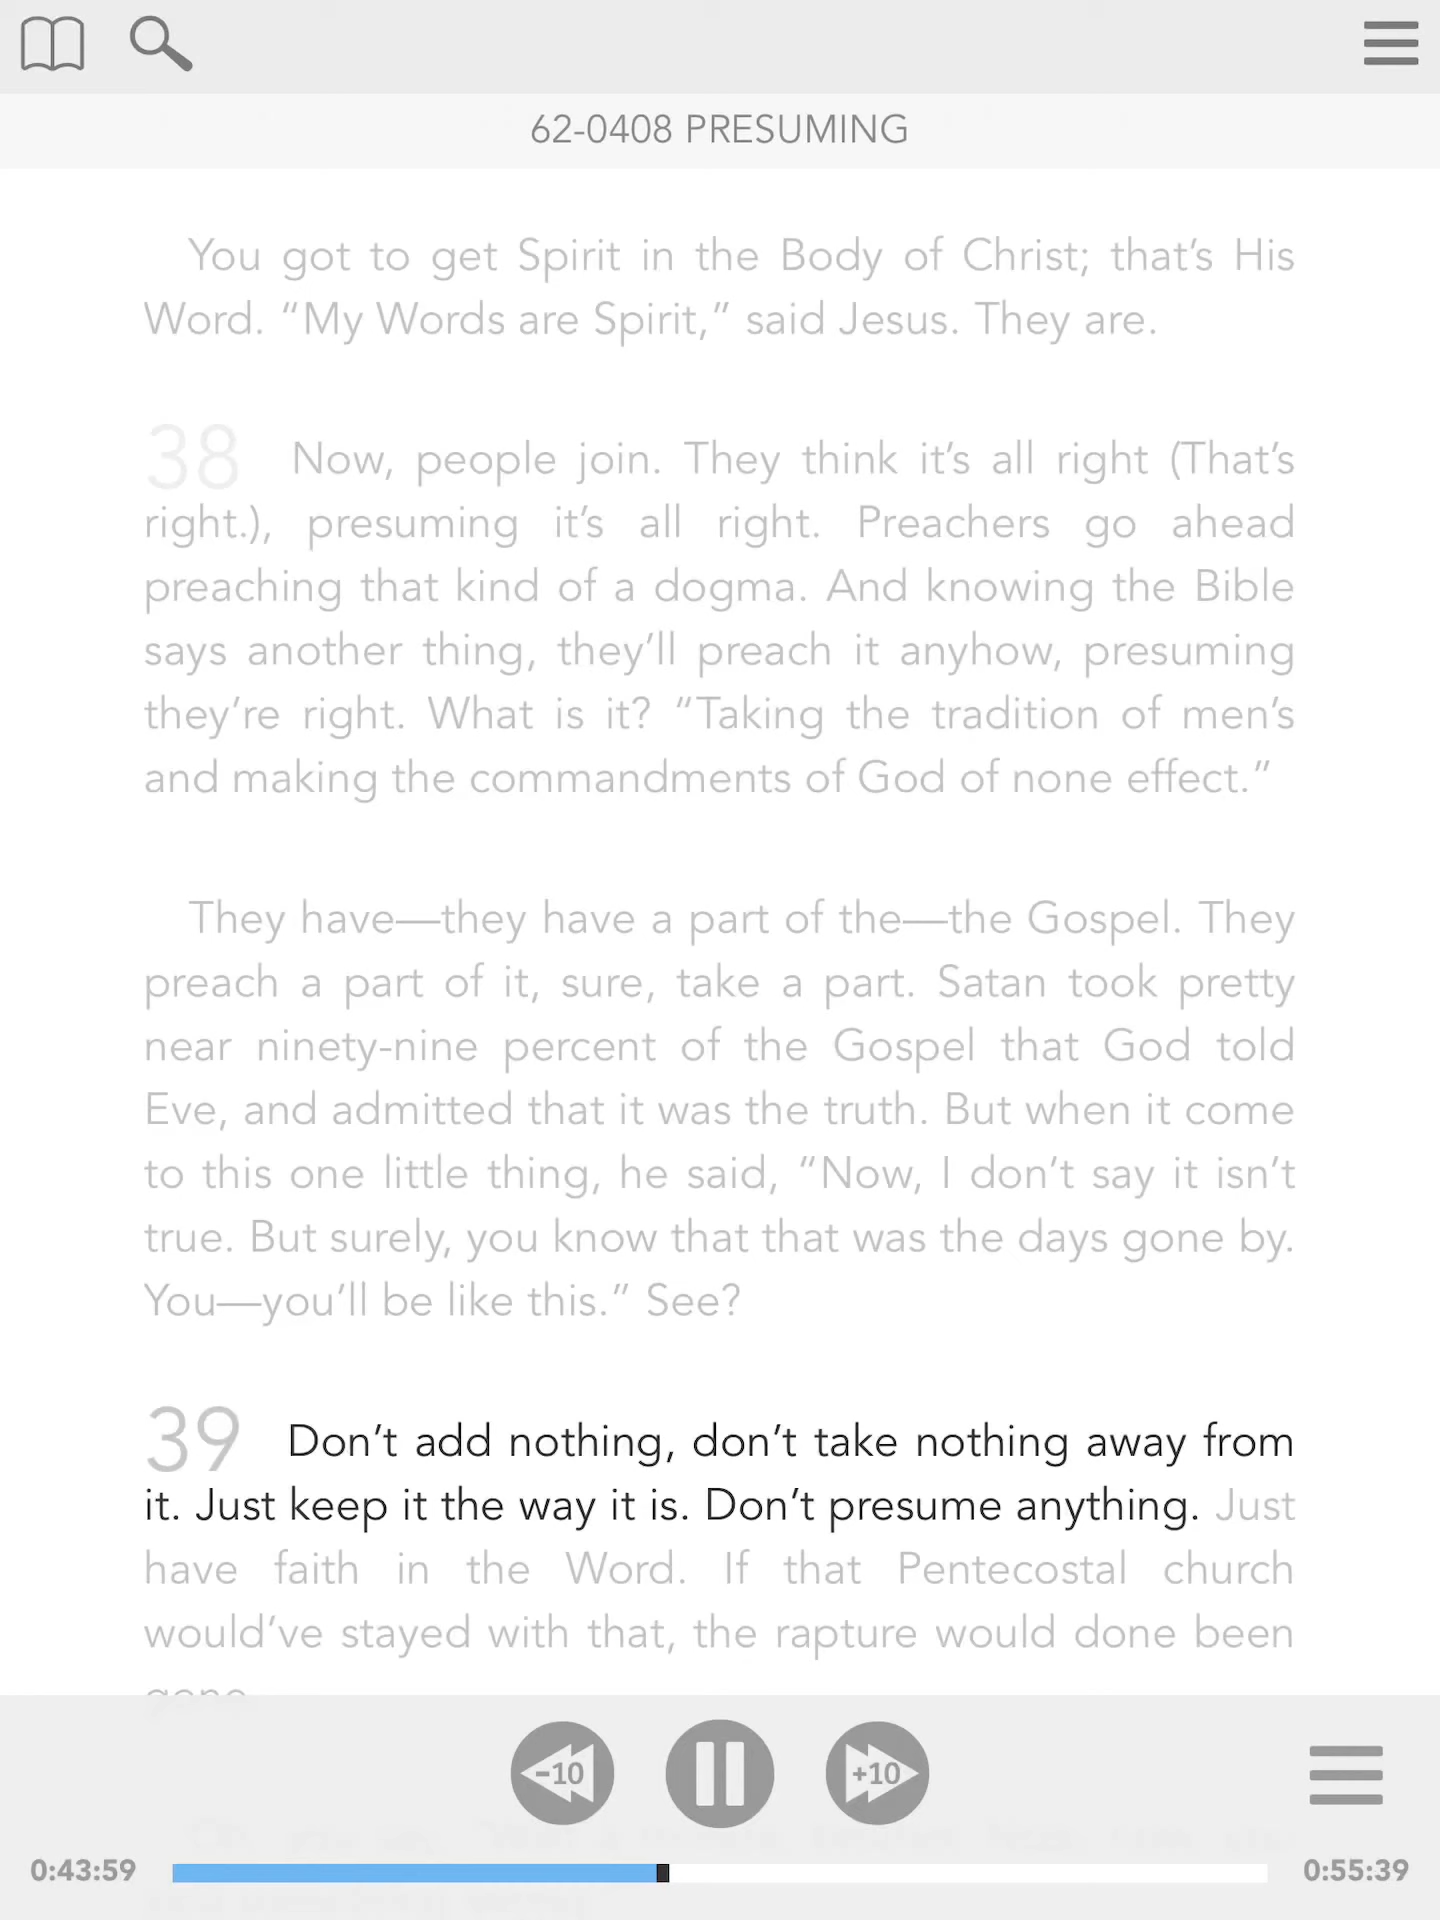 62-0408 PRESUMING
You got to get Spirit in the Body of Christ; that’s His
Word. “My Words are Spirit,” said Jesus. They are.
38 Now, people join. They think it’s all right (That’s
right.), presuming it’s all right. Preachers go ahead
preaching that kind of a dogma. And knowing the Bible
says another thing, they’ll preach it anyhow, presuming
they’re right. What is it? “Taking the tradition of men’s
and making the commandments of God of none effect.”
They have—they have a part of the—the Gospel. They
preach a part of it, sure, take a part. Satan took pretty
near ninety-nine percent of the Gospel that God told
Eve, and admitted that it was the truth. But when it come
to this one little thing, he said, “Now, I don’t say it isn’t
true. But surely, you know that that was the days gone by.
You—you’ll be like this.” See?
39 Don’t add nothing, don’t take nothing away from
it. Just keep it the way it is. Don’t presume anything. Just
have faith in the Word. If that Pentecostal church
would’ve stayed with that, the rapture would done been
gone.
-10 +10
0:43:59 0:55:39